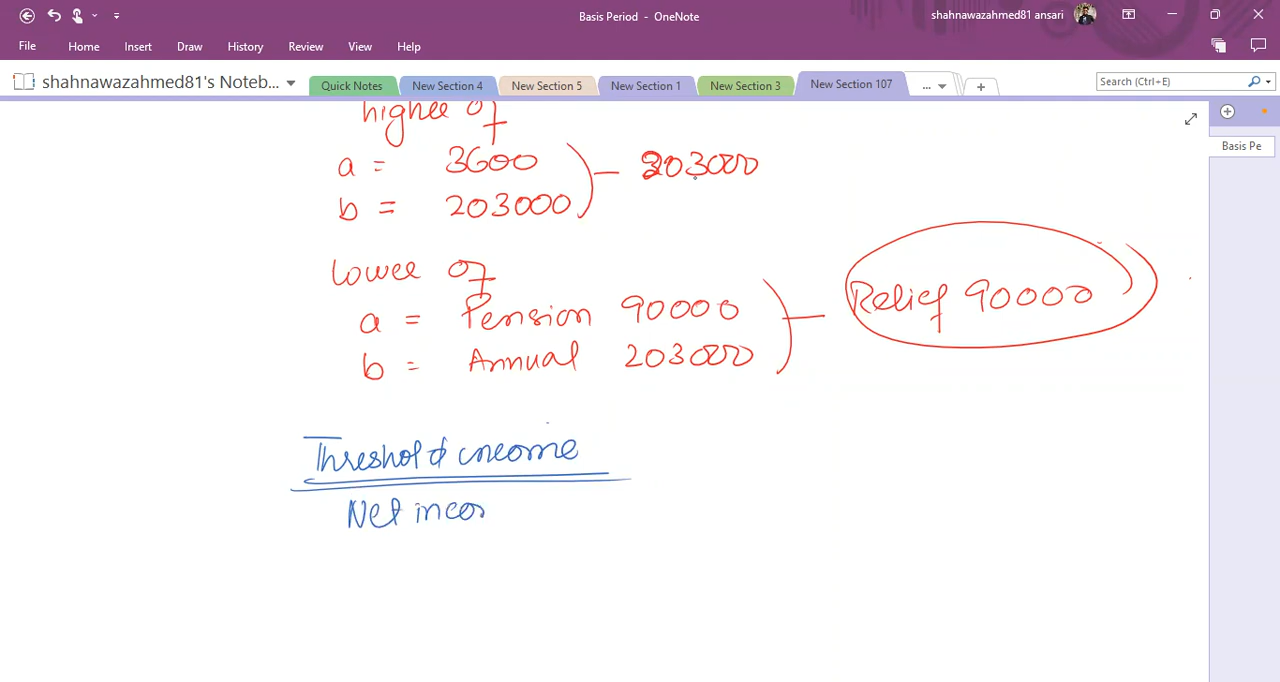 Basis Period - OneNote
shahnawazahmed81 ansari
File Home Insert Draw History Review View Help
shahnawazahmed81's Noteb...
Quick Notes New Section 4 New Section 5 New Section 1 New Section 3 New Section 107 ...
Search (Ctrl+E)
Basis Pe
higher of
a = 3600
203000
b = 203000
lower of
a = Pension 90000
Relief 90000
b = Annual 203000
Threshold income
Net inco